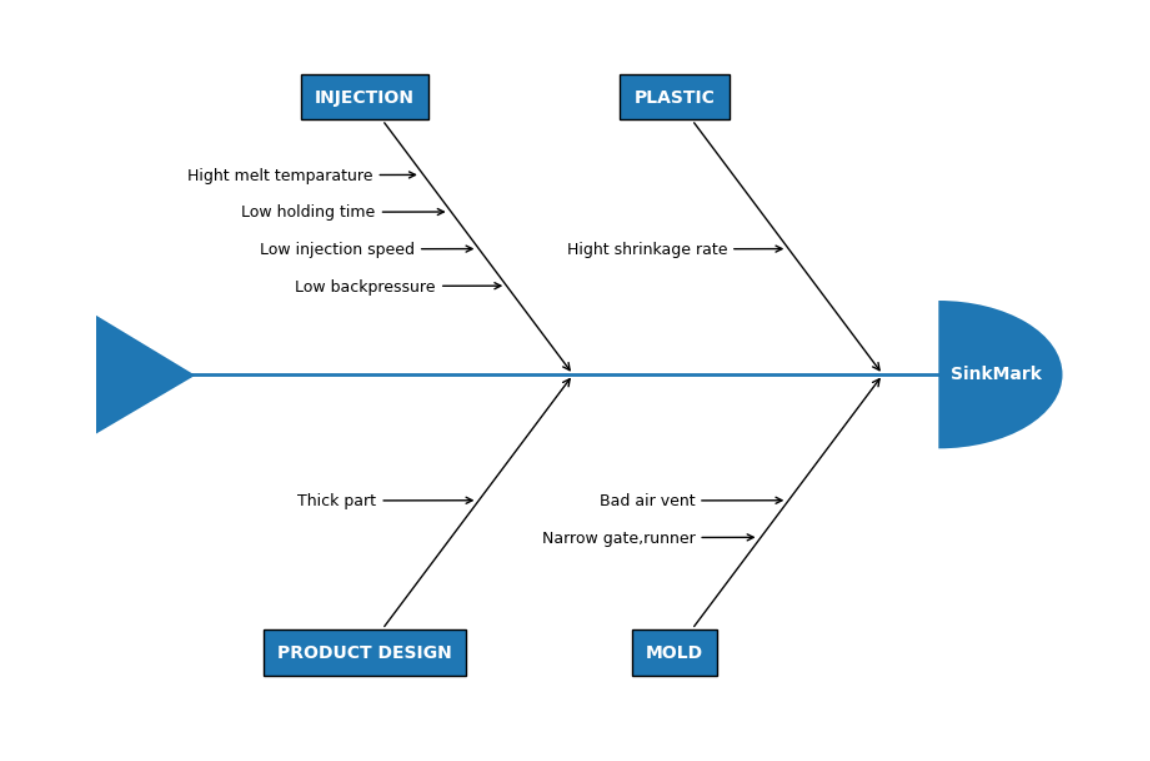 INJECTION
PLASTIC
Hight melt temparature
Low holding time
Low injection speed
Hight shrinkage rate
Low backpressure
SinkMark
Thick part
Bad air vent
Narrow gate,runner
PRODUCT DESIGN
MOLD